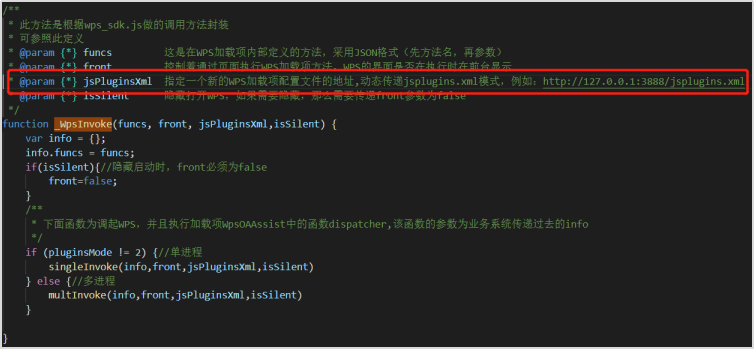 /**
 * 此方法是根据wps_sdk.js做的调用方法封装
 * 可参照此定义
 * @param {*} funcs         这是在WPS加载项内部定义的方法，采用JSON格式（先方法名，再参数）
 * @param {*} front         控制着通过页面执行WPS加载项方法，WPS的界面是否在执行时在前台显示
 * @param {*} jsPluginsXml  指定一个新的WPS加载项配置文件的地址,动态传递jsplugins.xml模式，例如：http://127.0.0.1:3888/jsplugins.xml
 * @param {*} isSilent      隐藏打开WPS，如果需要隐藏，那么需要传递front参数为false
 */
function _WpsInvoke(funcs, front, jsPluginsXml,isSilent) {
    var info = {};
    info.funcs = funcs;
    if(isSilent){//隐藏启动时，front必须为false
        front=false;
    }
    /**
     * 下面函数为调起WPS，并且执行加载项WpsOAAssist中的函数dispatcher,该函数的参数为业务系统传递过去的info
     */
    if (pluginsMode != 2) {//单进程
        singleInvoke(info,front,jsPluginsXml,isSilent)
    } else {//多进程
        multInvoke(info,front,jsPluginsXml,isSilent)
    }
}